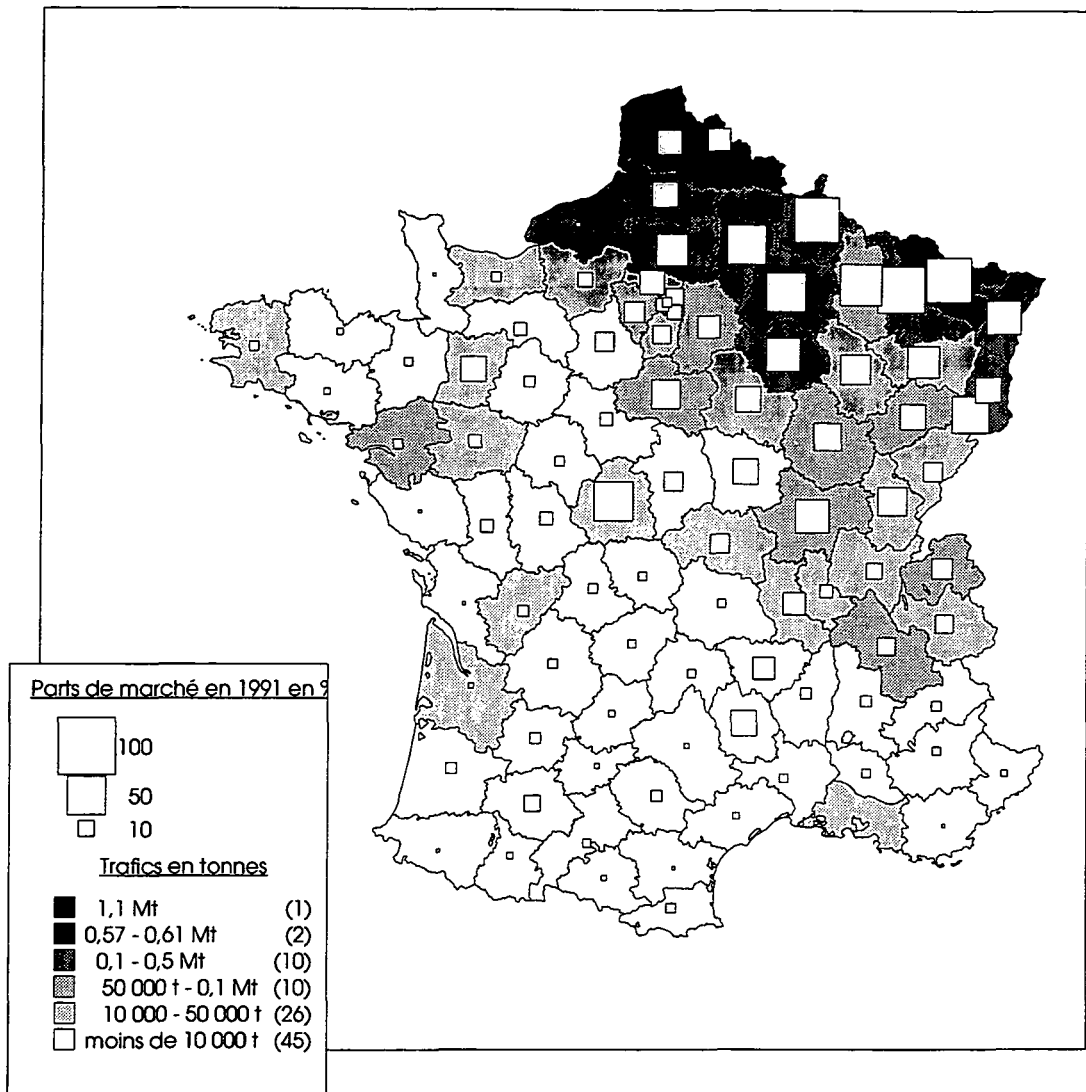 Parts de marché en 1991 en %
100
50
10
Trafics en tonnes
1,1 Mt (1)
0,57 - 0,61 Mt (2)
0,1 - 0,5 Mt (10)
50 000 t - 0,1 Mt (10)
10 000 - 50 000 t (26)
moins de 10 000 t (45)